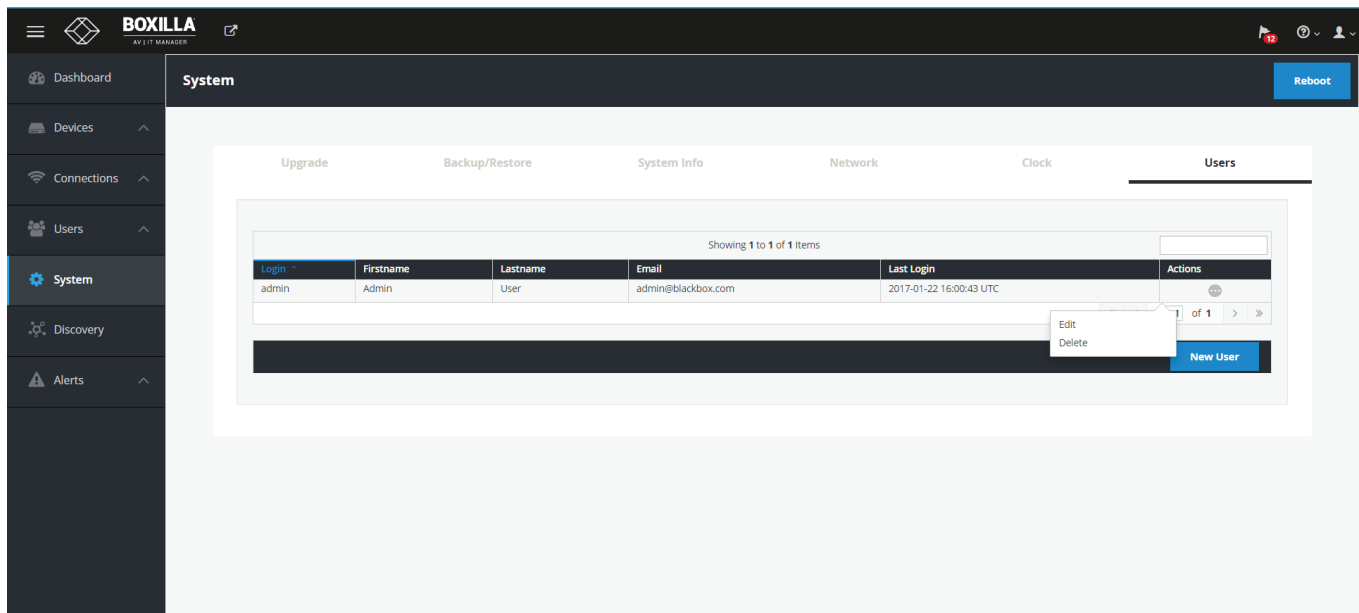 BOXILLA
AV | IT MANAGER
12
Dashboard
System
Reboot
Devices
Connections
Users
System
Discovery
Alerts
Upgrade
Backup/Restore
System Info
Network
Clock
Users
Showing 1 to 1 of 1 Items
Login
Firstname
Lastname
Email
Last Login
Actions
admin
Admin
User
admin@blackbox.com
2017-01-22 16:00:43 UTC
1 of 1 > »
Edit
Delete
New User